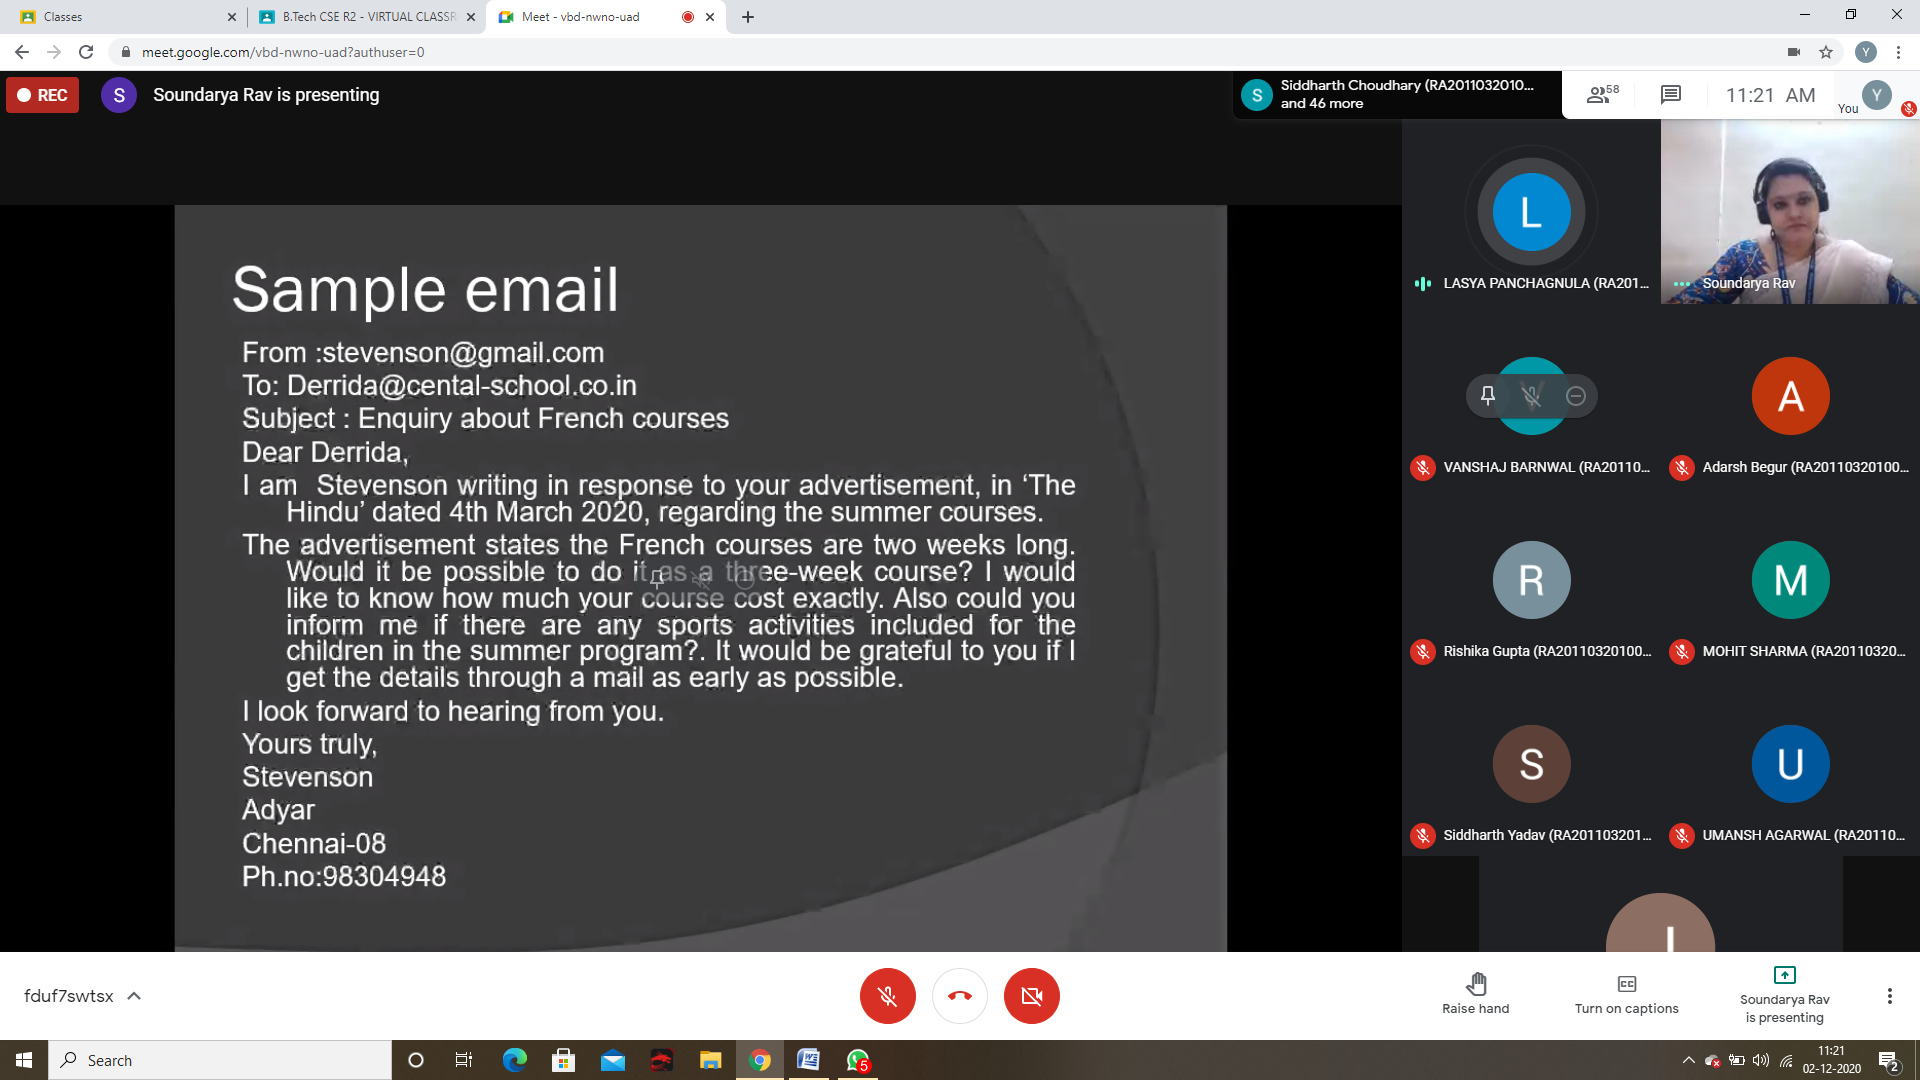 Classes
B.Tech CSE R2 - VIRTUAL CLASSR
Meet - vbd-nwno-uad
meet.google.com/vbd-nwno-uad?authuser=0
Y
REC
S
Soundarya Rav is presenting
S
Siddharth Choudhary (RA2011032010...
and 46 more
58
11:21 AM
You
Y
Sample email
From :stevenson@gmail.com
To: Derrida@cental-school.co.in
Subject : Enquiry about French courses
Dear Derrida,
I am Stevenson writing in response to your advertisement, in ‘The
Hindu’ dated 4th March 2020, regarding the summer courses.
The advertisement states the French courses are two weeks long.
Would it be possible to do it as a three-week course? I would
like to know how much your course cost exactly. Also could you
inform me if there are any sports activities included for the
children in the summer program?. It would be grateful to you if I
get the details through a mail as early as possible.
I look forward to hearing from you.
Yours truly,
Stevenson
Adyar
Chennai-08
Ph.no:98304948
L
LASYA PANCHAGNULA (RA201...
Soundarya Rav
V
VANSHAJ BARNWAL (RA20110...
A
Adarsh Begur (RA20110320100...
R
Rishika Gupta (RA20110320100...
M
MOHIT SHARMA (RA20110320...
S
Siddharth Yadav (RA201103201...
U
UMANSH AGARWAL (RA20110...
fduf7swtsx
Raise hand
Turn on captions
Soundarya Rav
is presenting
Search
W
5
11:21
02-12-2020
2